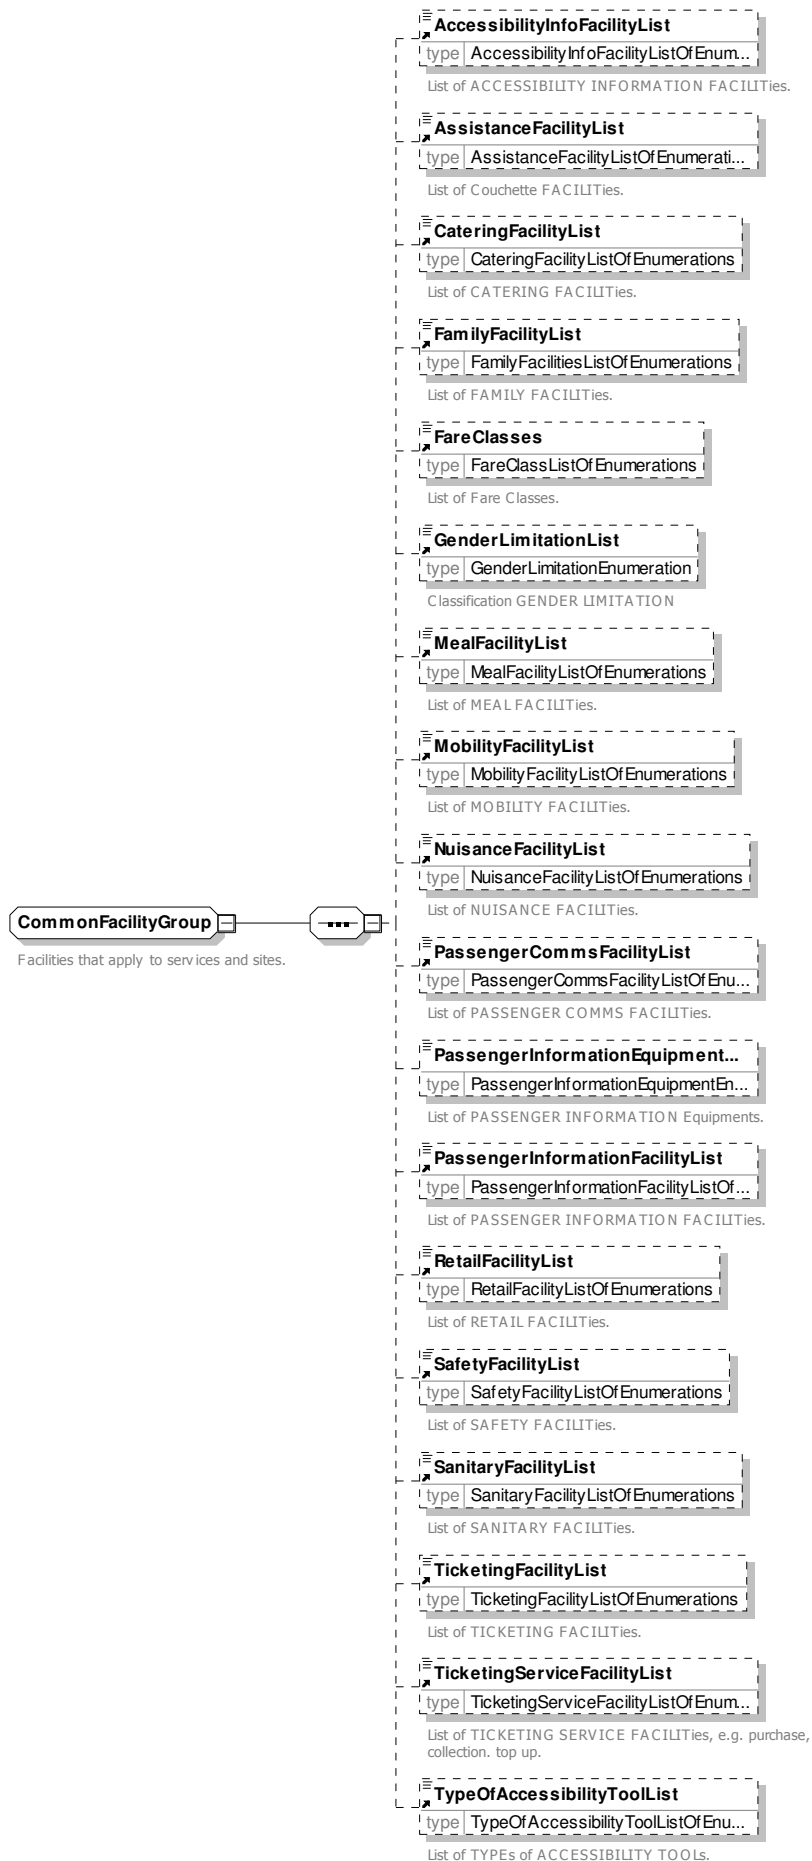 AccessibilityInfoFacilityList
type AccessibilityInfoFacilityListOfEnum...
List of ACCESSIBILITY INFORMATION FACILITies.
AssistanceFacilityList
type AssistanceFacilityListOfEnumerati...
List of Couchette FACILITies.
CateringFacilityList
type CateringFacilityListOfEnumerations
List of CATERING FACILITies.
FamilyFacilityList
type FamilyFacilitiesListOfEnumerations
List of FAMILY FACILITies.
FareClasses
type FareClassListOfEnumerations
List of Fare Classes.
GenderLimitationList
type GenderLimitationEnumeration
Classification GENDER LIMITATION
MealFacilityList
type MealFacilityListOfEnumerations
List of MEAL FACILITies.
MobilityFacilityList
type MobilityFacilityListOfEnumerations
List of MOBILITY FACILITies.
NuisanceFacilityList
type NuisanceFacilityListOfEnumerations
List of NUISANCE FACILITies.
CommonFacilityGroup
Facilities that apply to services and sites.
PassengerCommsFacilityList
type PassengerCommsFacilityListOfEnu...
List of PASSENGER COMMS FACILITies.
PassengerInformationEquipment...
type PassengerInformationEquipmentEn...
List of PASSENGER INFORMATION Equipments.
PassengerInformationFacilityList
type PassengerInformationFacilityListOf...
List of PASSENGER INFORMATION FACILITies.
RetailFacilityList
type RetailFacilityListOfEnumerations
List of RETAIL FACILITies.
SafetyFacilityList
type SafetyFacilityListOfEnumerations
List of SAFETY FACILITies.
SanitaryFacilityList
type SanitaryFacilityListOfEnumerations
List of SANITARY FACILITies.
TicketingFacilityList
type TicketingFacilityListOfEnumerations
List of TICKETING FACILITies.
TicketingServiceFacilityList
type TicketingServiceFacilityListOfEnum...
List of TICKETING SERVICE FACILITies, e.g. purchase,
collection. top up.
TypeOfAccessibilityToolList
type TypeOfAccessibilityToolListOfEnu...
List of TYPEs of ACCESSIBILITY TOOLs.